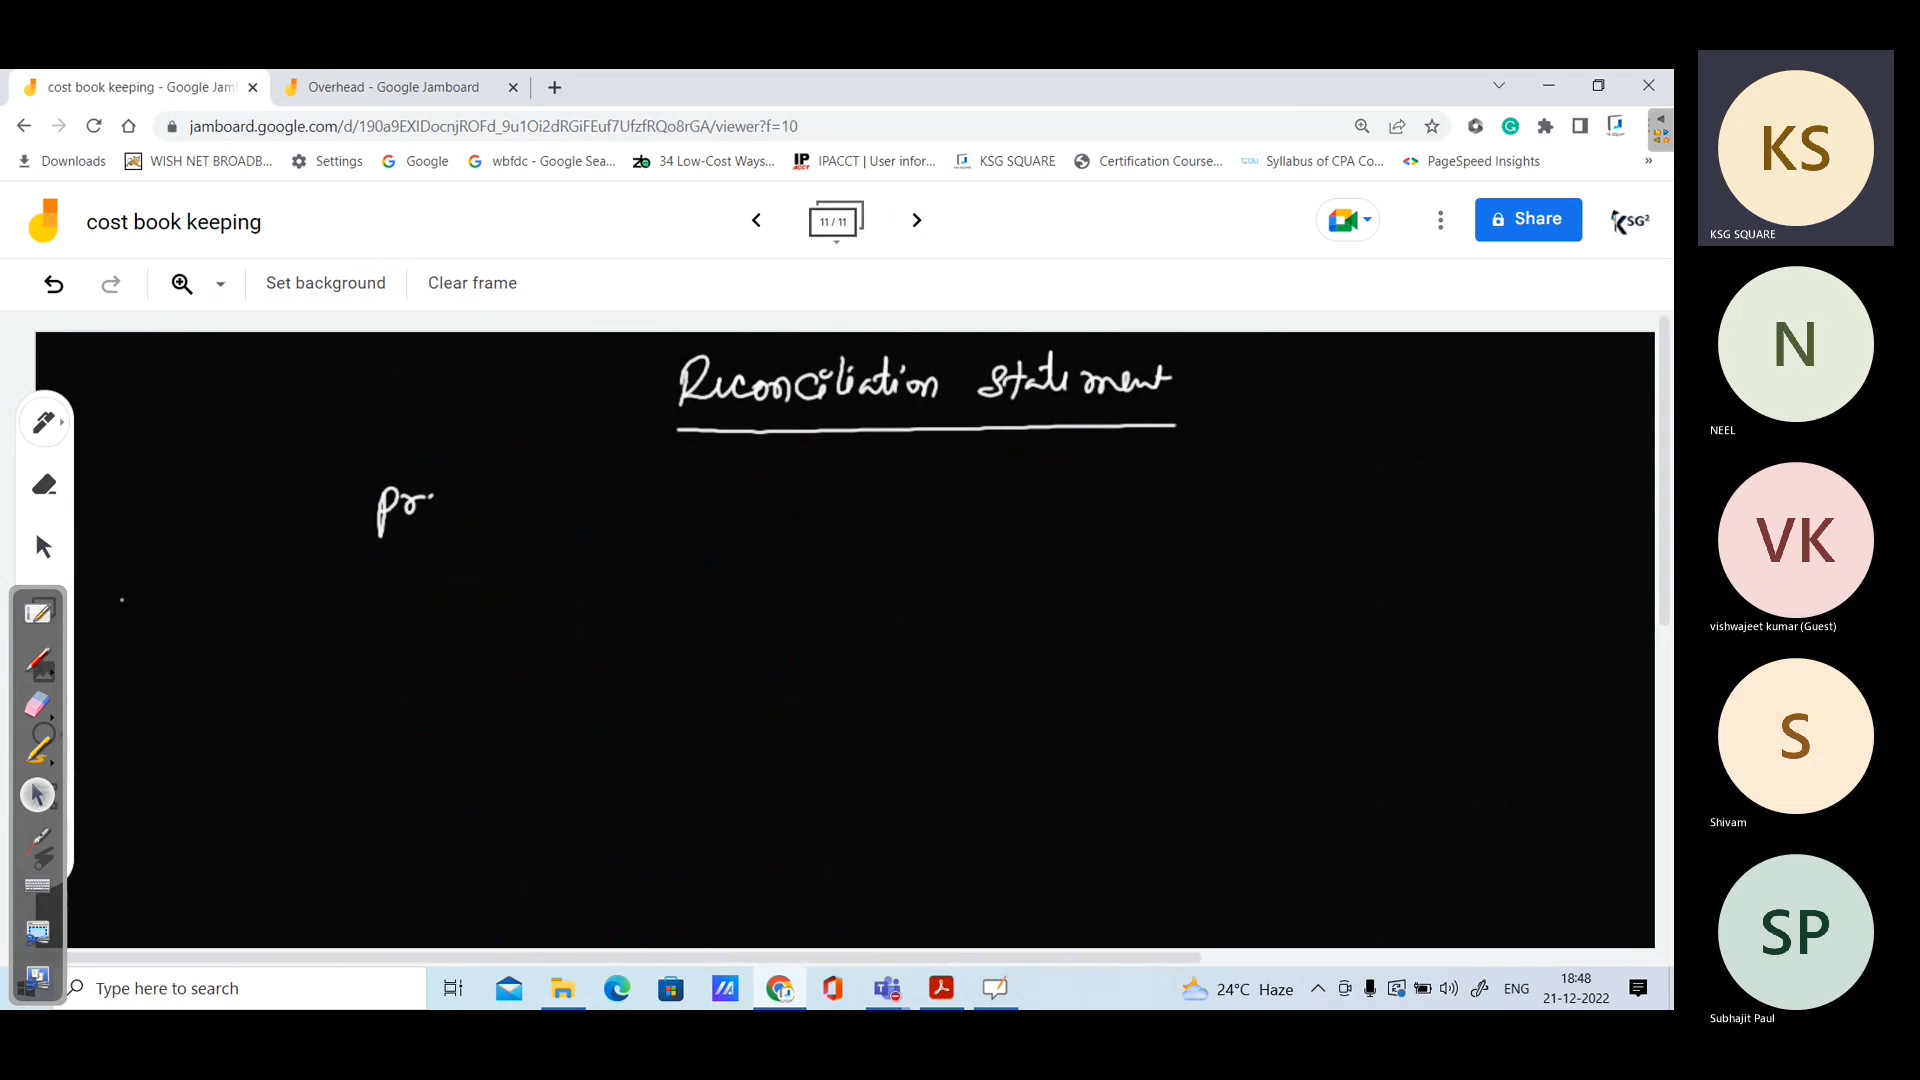 cost book keeping - Google Jam
Overhead - Google Jamboard
jamboard.google.com/d/190a9EXIDocnjROFd_9u1Oi2dRGiFEuf7UfzfRQo8rGA/viewer?f=10
Downloads
WISH NET BROADB...
Settings
Google
wbfdc - Google Sea...
34 Low-Cost Ways...
IPACCT | User infor...
KSG SQUARE
Certification Course...
Syllabus of CPA Co...
PageSpeed Insights
»
cost book keeping
11 / 11
Share
KSG²
Set background
Clear frame
Reconciliation Statement
pr
Type here to search
24°C Haze
ENG
18:48
21-12-2022
KS
KSG SQUARE
N
NEEL
VK
vishwajeet kumar (Guest)
S
Shivam
SP
Subhajit Paul